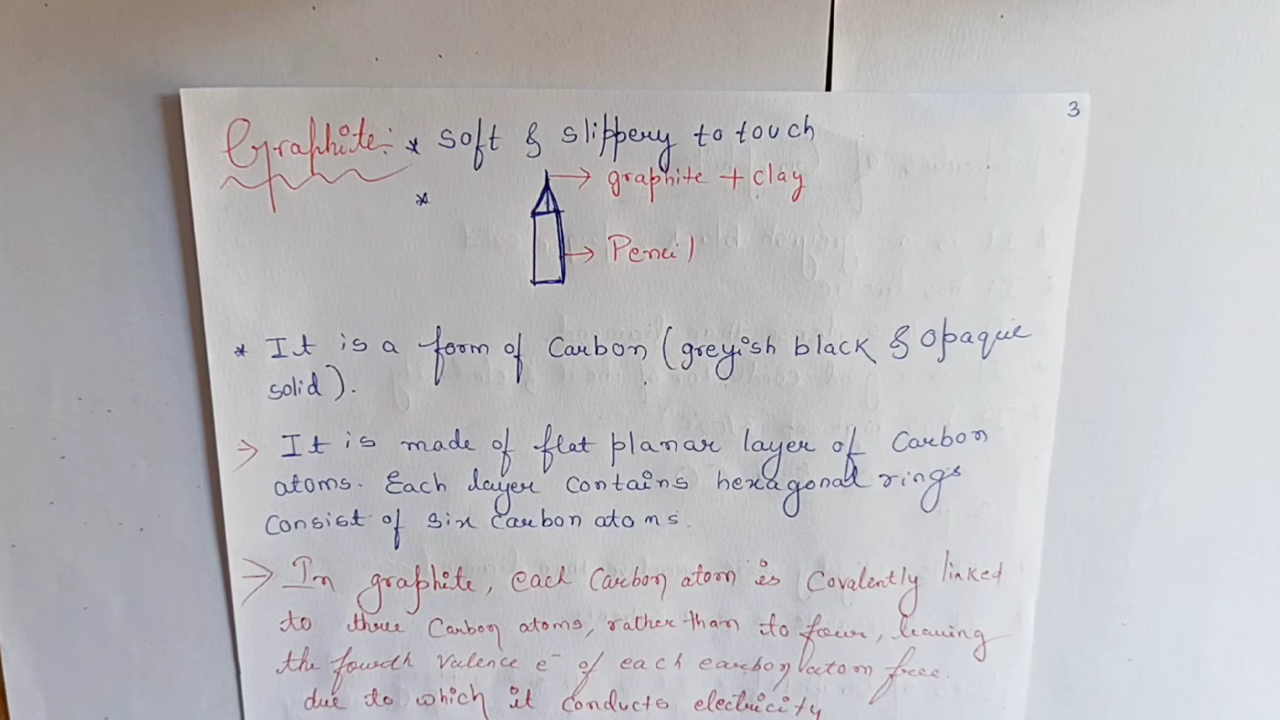 3
Graphite: * soft & slippery to touch
* → graphite + clay
→ Pencil
* It is a form of Carbon (greyish black & opaque
solid).
→ It is made of flat planar layer of Carbon
atoms. Each layer contains hexagonal rings
consist of six carbon atoms.
→ In graphite, each Carbon atom is covalently linked
to three Carbon atoms, rather than to four, leaving
the fourth valence e⁻ of each carbon atom free
due to which it conducts electricity